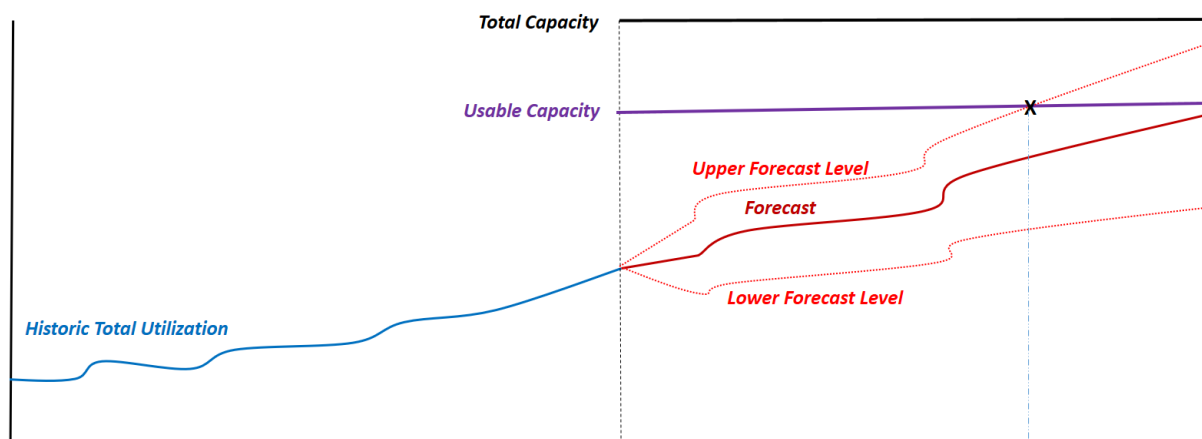 Total Capacity
Usable Capacity
X
Upper Forecast Level
Forecast
Lower Forecast Level
Historic Total Utilization